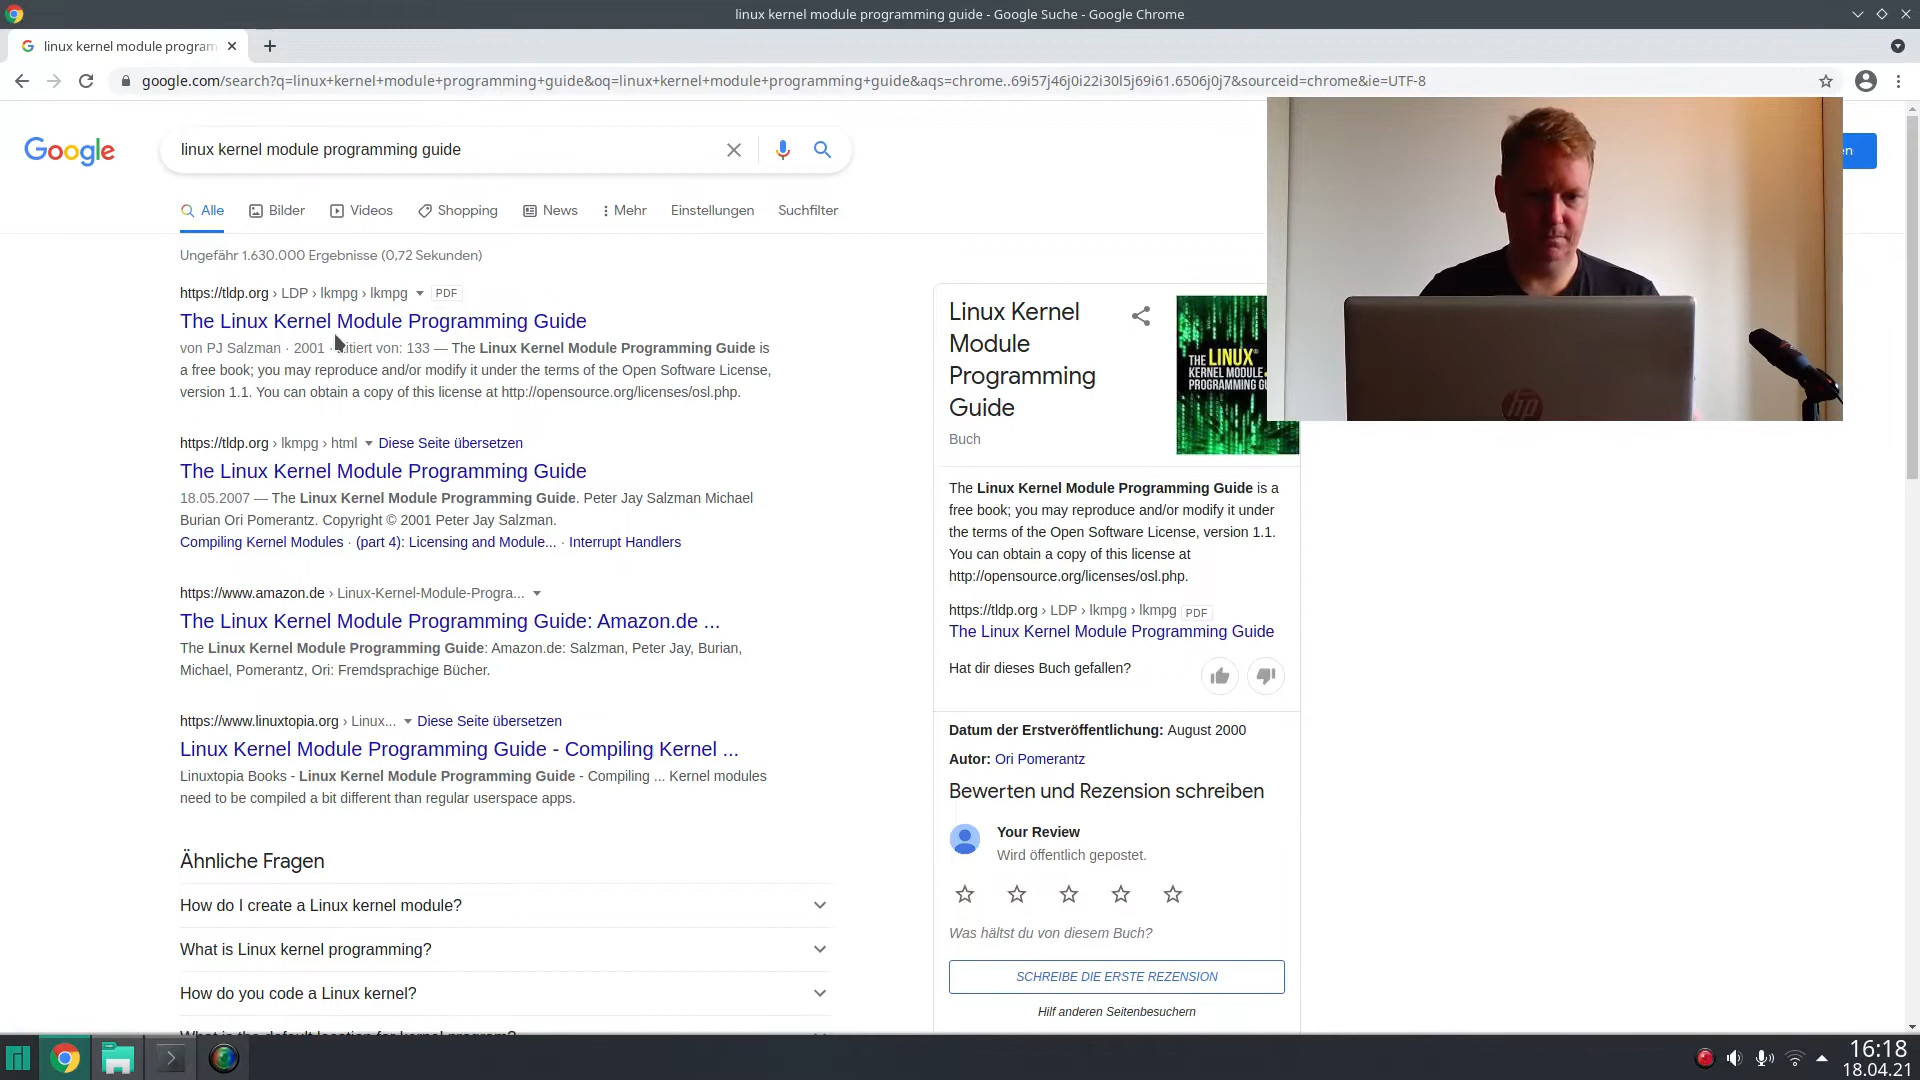 linux kernel module programming guide - Google Suche - Google Chrome
linux kernel module program
google.com/search?q=linux+kernel+module+programming+guide&oq=linux+kernel+module+programming+guide&aqs=chrome..69i57j46j0i22i30l5j69i61.6506j0j7&sourceid=chrome&ie=UTF-8
Google
linux kernel module programming guide
Alle Bilder Videos Shopping News Mehr Einstellungen Suchfilter
Ungefähr 1.630.000 Ergebnisse (0,72 Sekunden)
https://tldp.org › LDP › lkmpg › lkmpg PDF
The Linux Kernel Module Programming Guide
von PJ Salzman · 2001 · Zitiert von: 133 — The Linux Kernel Module Programming Guide is
a free book; you may reproduce and/or modify it under the terms of the Open Software License,
version 1.1. You can obtain a copy of this license at http://opensource.org/licenses/osl.php.
https://tldp.org › lkmpg › html Diese Seite übersetzen
The Linux Kernel Module Programming Guide
18.05.2007 — The Linux Kernel Module Programming Guide. Peter Jay Salzman Michael
Burian Ori Pomerantz. Copyright © 2001 Peter Jay Salzman.
Compiling Kernel Modules · (part 4): Licensing and Module... · Interrupt Handlers
https://www.amazon.de › Linux-Kernel-Module-Progra...
The Linux Kernel Module Programming Guide: Amazon.de ...
The Linux Kernel Module Programming Guide: Amazon.de: Salzman, Peter Jay, Burian,
Michael, Pomerantz, Ori: Fremdsprachige Bücher.
https://www.linuxtopia.org › Linux... Diese Seite übersetzen
Linux Kernel Module Programming Guide - Compiling Kernel ...
Linuxtopia Books - Linux Kernel Module Programming Guide - Compiling ... Kernel modules
need to be compiled a bit different than regular userspace apps.
Ähnliche Fragen
How do I create a Linux kernel module?
What is Linux kernel programming?
How do you code a Linux kernel?
What is the default location for kernel program?
Linux Kernel
Module
Programming
Guide
Buch
THE LINUX
KERNEL MODULE
PROGRAMMING GU
hp
The Linux Kernel Module Programming Guide is a
free book; you may reproduce and/or modify it under
the terms of the Open Software License, version 1.1.
You can obtain a copy of this license at
http://opensource.org/licenses/osl.php.
https://tldp.org › LDP › lkmpg › lkmpg PDF
The Linux Kernel Module Programming Guide
Hat dir dieses Buch gefallen?
Datum der Erstveröffentlichung: August 2000
Autor: Ori Pomerantz
Bewerten und Rezension schreiben
Your Review
Wird öffentlich gepostet.
Was hältst du von diesem Buch?
SCHREIBE DIE ERSTE REZENSION
Hilf anderen Seitenbesuchern
16:18
18.04.21